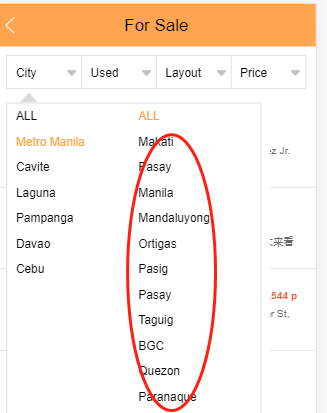 For Sale
City Used Layout Price
ALL ALL
Metro Manila Makati
Cavite Pasay
Laguna Manila
Pampanga Mandaluyong
Davao Ortigas
Cebu Pasig
Pasay
Taguig
BGC
Quezon
Paranaque
ez Jr.
来看
,544 p
er St,